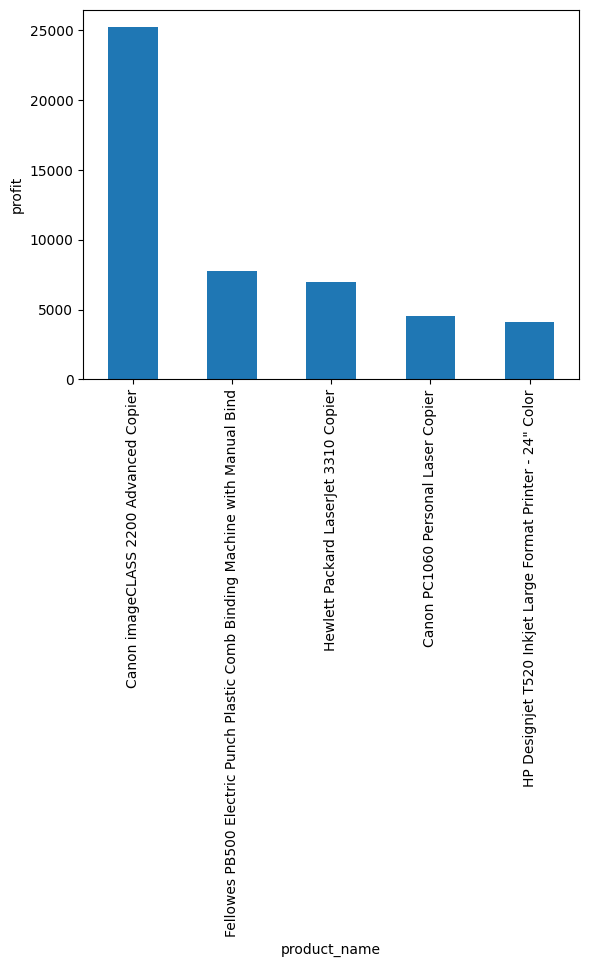 25000
20000
15000
10000
5000
0
profit
Canon imageCLASS 2200 Advanced Copier
Fellowes PB500 Electric Punch Plastic Comb Binding Machine with Manual Bind
Hewlett Packard LaserJet 3310 Copier
Canon PC1060 Personal Laser Copier
HP Designjet T520 Inkjet Large Format Printer - 24" Color
product_name